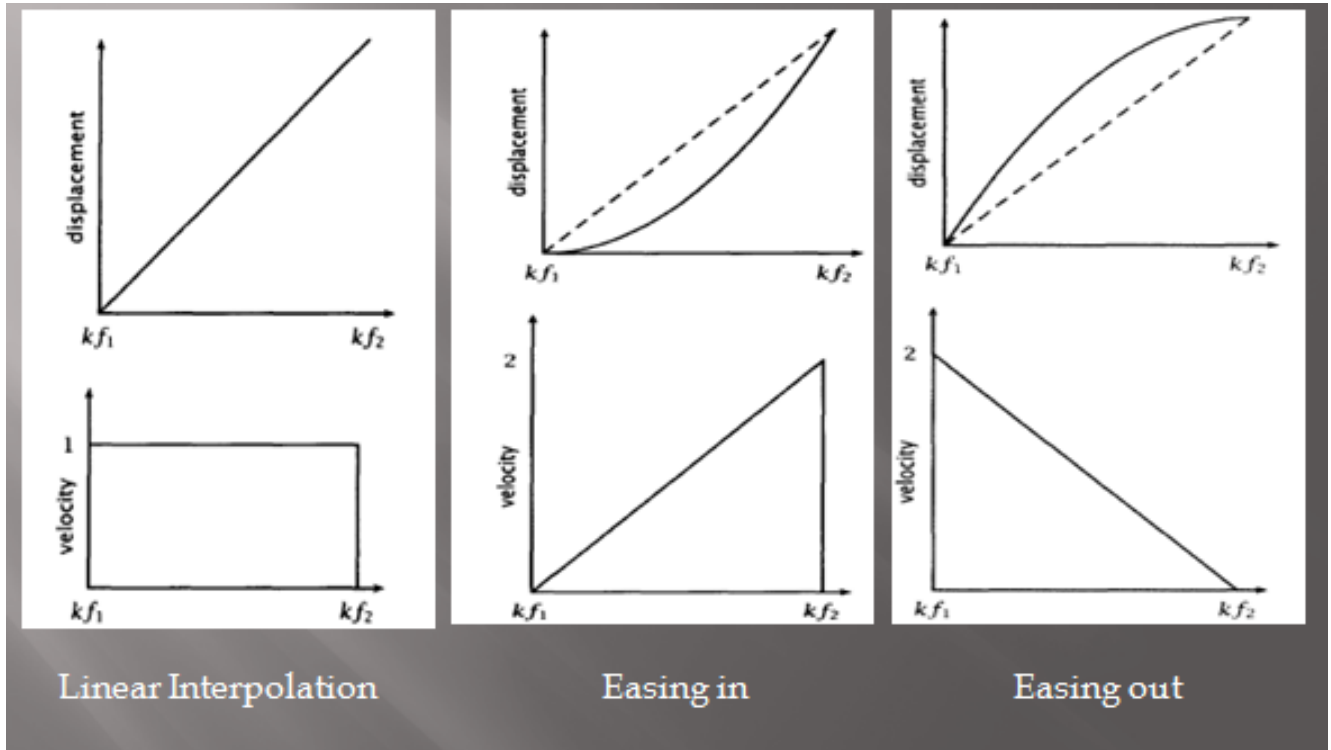 displacement
kf₁
kf₂
1
velocity
kf₁
kf₂
Linear Interpolation
displacement
kf₁
kf₂
2
velocity
kf₁
kf₂
Easing in
displacement
kf₁
kf₂
2
velocity
kf₁
kf₂
Easing out